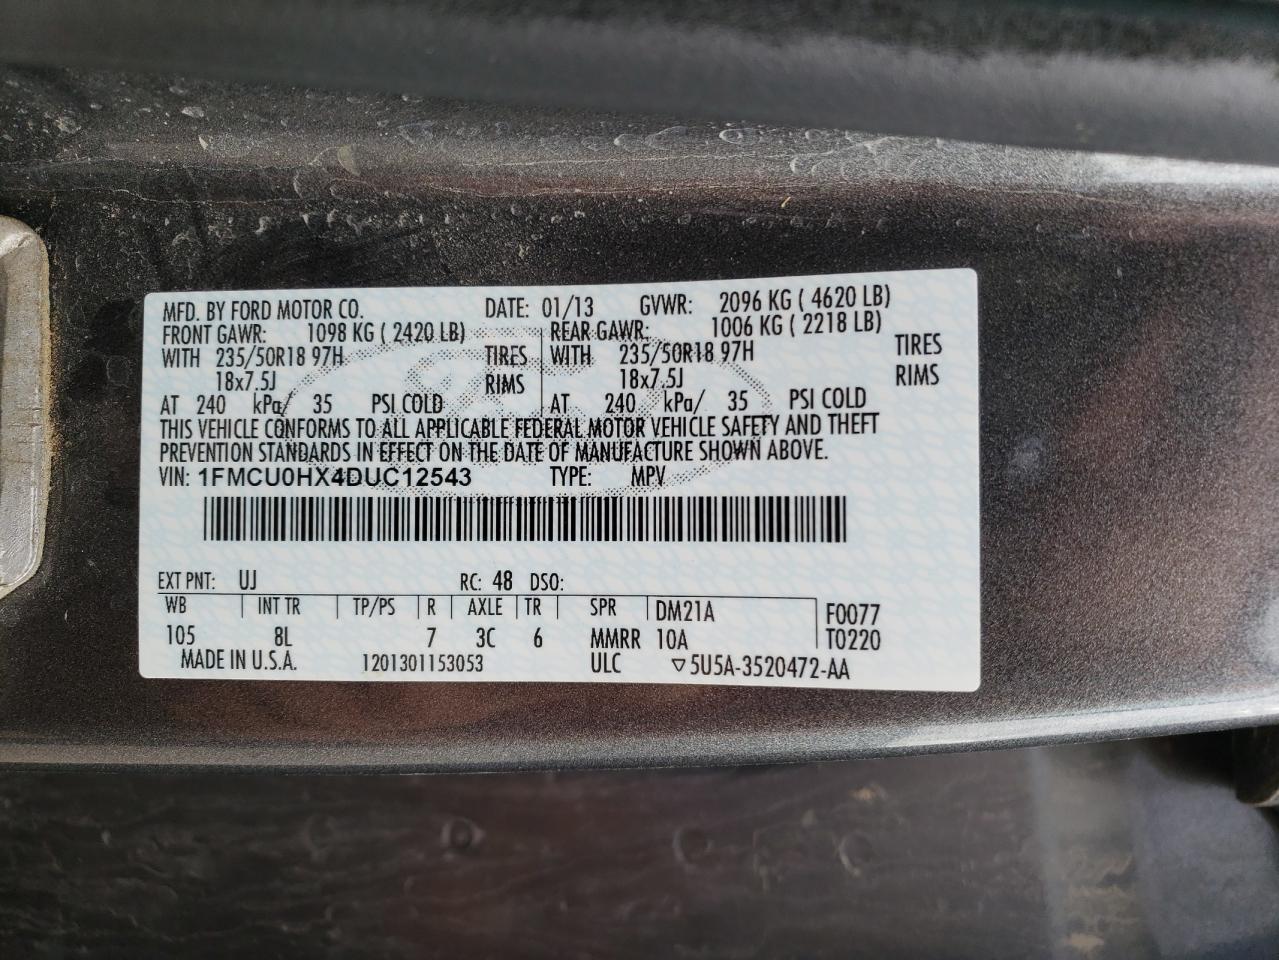 MFD. BY FORD MOTOR CO. DATE: 01/13 GVWR: 2096 KG ( 4620 LB)
FRONT GAWR: 1098 KG ( 2420 LB) REAR GAWR: 1006 KG ( 2218 LB)
WITH 235/50R18 97H TIRES WITH 235/50R18 97H TIRES
18x7.5J RIMS 18x7.5J RIMS
AT 240 kPa/ 35 PSI COLD AT 240 kPa/ 35 PSI COLD
THIS VEHICLE CONFORMS TO ALL APPLICABLE FEDERAL MOTOR VEHICLE SAFETY AND THEFT
PREVENTION STANDARDS IN EFFECT ON THE DATE OF MANUFACTURE SHOWN ABOVE.
VIN: 1FMCU0HX4DUC12543 TYPE: MPV
EXT PNT: UJ RC: 48 DSO:
WB INT TR TP/PS R AXLE TR SPR DM21A F0077
105 8L 7 3C 6 MMRR 10A T0220
MADE IN U.S.A. 1201301153053 ULC ▽5U5A-3520472-AA